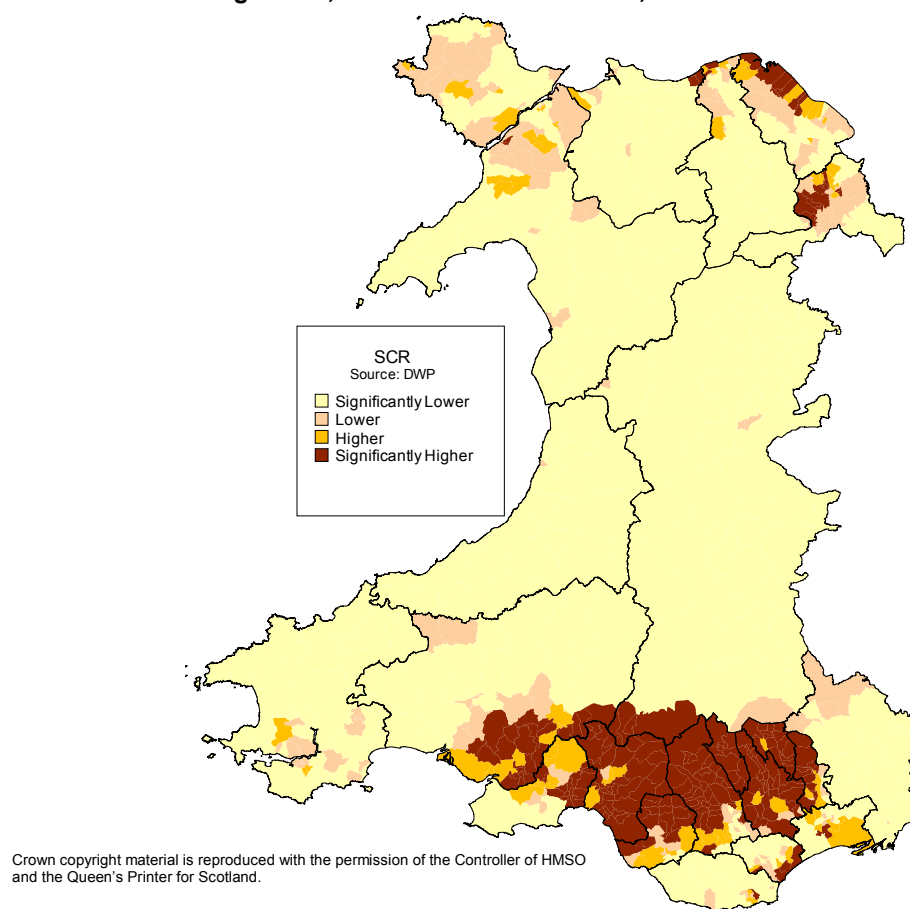 SCR
Source: DWP
Significantly Lower
Lower
Higher
Significantly Higher
Crown copyright material is reproduced with the permission of the Controller of HMSO
and the Queen's Printer for Scotland.